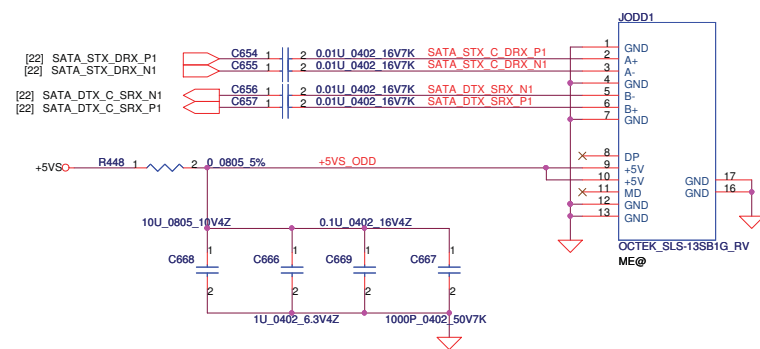 JODD1
1 GND
[22] SATA_STX_DRX_P1 C654 1 2 0.01U_0402_16V7K SATA_STX_C_DRX_P1 2 A+
[22] SATA_STX_DRX_N1 C655 1 2 0.01U_0402_16V7K SATA_STX_C_DRX_N1 3 A-
4 GND
[22] SATA_DTX_C_SRX_N1 C656 1 2 0.01U_0402_16V7K SATA_DTX_SRX_N1 5 B-
[22] SATA_DTX_C_SRX_P1 C657 1 2 0.01U_0402_16V7K SATA_DTX_SRX_P1 6 B+
7 GND
8 DP
+5VS R448 1 2 0_0805_5% +5VS_ODD 9 +5V
10 +5V GND 17
11 MD GND 16
12 GND
13 GND
10U_0805_10V4Z 0.1U_0402_16V4Z
OCTEK_SLS-13SB1G_RV
ME@
1 1 1 1
C668 C666 C669 C667
2 2 2 2
1U_0402_6.3V4Z 1000P_0402_50V7K